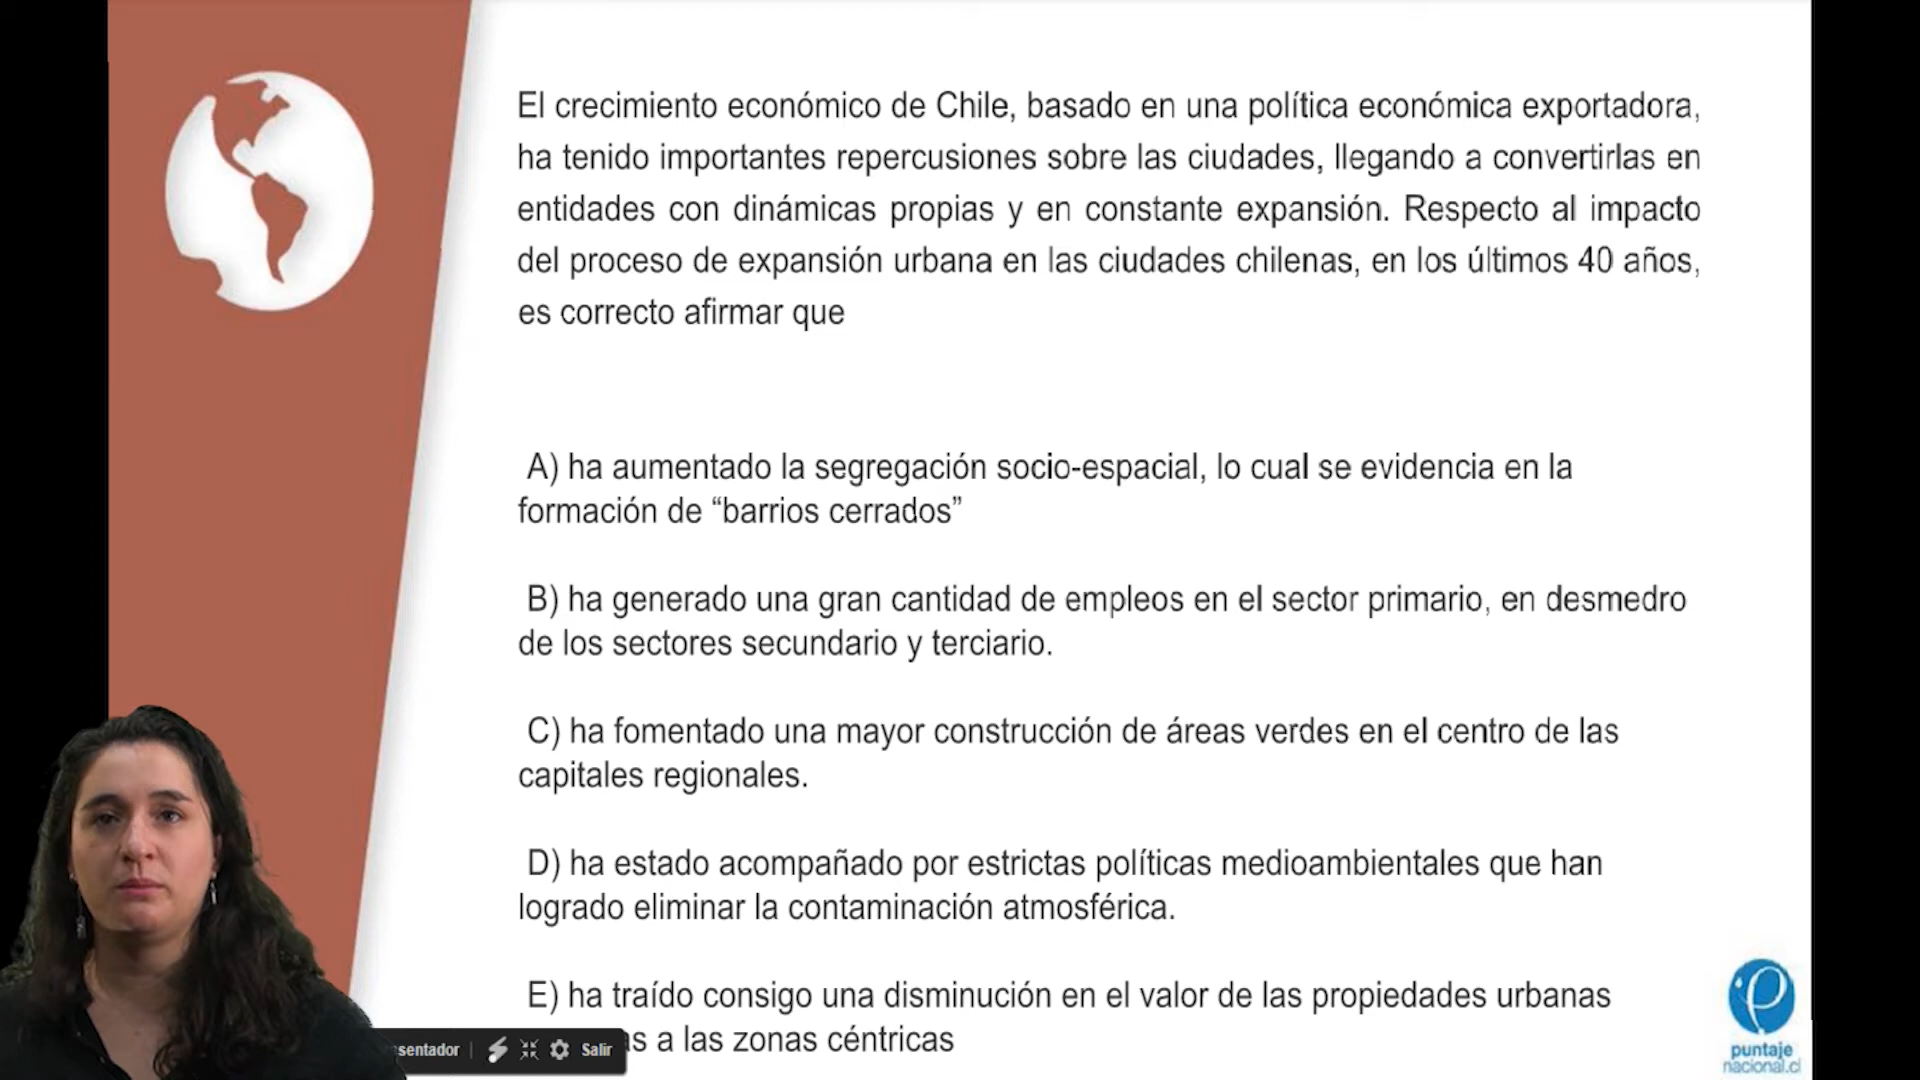 El crecimiento económico de Chile, basado en una política económica exportadora,
ha tenido importantes repercusiones sobre las ciudades, llegando a convertirlas en
entidades con dinámicas propias y en constante expansión. Respecto al impacto
del proceso de expansión urbana en las ciudades chilenas, en los últimos 40 años,
es correcto afirmar que
A) ha aumentado la segregación socio-espacial, lo cual se evidencia en la
formación de “barrios cerrados”
B) ha generado una gran cantidad de empleos en el sector primario, en desmedro
de los sectores secundario y terciario.
C) ha fomentado una mayor construcción de áreas verdes en el centro de las
capitales regionales.
D) ha estado acompañado por estrictas políticas medioambientales que han
logrado eliminar la contaminación atmosférica.
E) ha traído consigo una disminución en el valor de las propiedades urbanas
a las zonas céntricas
Salir
puntaje
nacional.cl